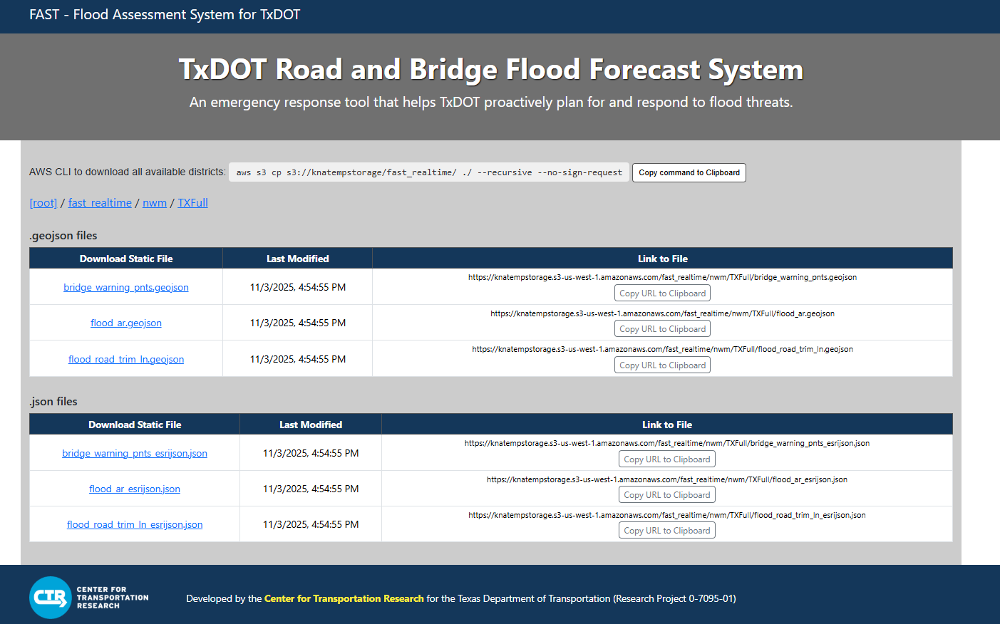 FAST - Flood Assessment System for TxDOT
TxDOT Road and Bridge Flood Forecast System
An emergency response tool that helps TxDOT proactively plan for and respond to flood threats.
AWS CLI to download all available districts: aws s3 cp s3://knatempstorage/fast_realtime/ ./ --recursive --no-sign-request Copy command to Clipboard
[root] / fast_realtime / nwm / TXFull
.geojson files
Download Static File Last Modified Link to File
https://knatempstorage.s3-us-west-1.amazonaws.com/fast_realtime/nwm/TXFull/bridge_warning_pnts.geojson
bridge_warning_pnts.geojson 11/3/2025, 4:54:55 PM
Copy URL to Clipboard
https://knatempstorage.s3-us-west-1.amazonaws.com/fast_realtime/nwm/TXFull/flood_ar.geojson
flood_ar.geojson 11/3/2025, 4:54:55 PM
Copy URL to Clipboard
https://knatempstorage.s3-us-west-1.amazonaws.com/fast_realtime/nwm/TXFull/flood_road_trim_ln.geojson
flood_road_trim_ln.geojson 11/3/2025, 4:54:55 PM
Copy URL to Clipboard
.json files
Download Static File Last Modified Link to File
https://knatempstorage.s3-us-west-1.amazonaws.com/fast_realtime/nwm/TXFull/bridge_warning_pnts_esrijson.json
bridge_warning_pnts_esrijson.json 11/3/2025, 4:54:55 PM
Copy URL to Clipboard
https://knatempstorage.s3-us-west-1.amazonaws.com/fast_realtime/nwm/TXFull/flood_ar_esrijson.json
flood_ar_esrijson.json 11/3/2025, 4:54:55 PM
Copy URL to Clipboard
https://knatempstorage.s3-us-west-1.amazonaws.com/fast_realtime/nwm/TXFull/flood_road_trim_ln_esrijson.json
flood_road_trim_ln_esrijson.json 11/3/2025, 4:54:55 PM
Copy URL to Clipboard
CTR
CENTER FOR
TRANSPORTATION
RESEARCH
Developed by the Center for Transportation Research for the Texas Department of Transportation (Research Project 0-7095-01)